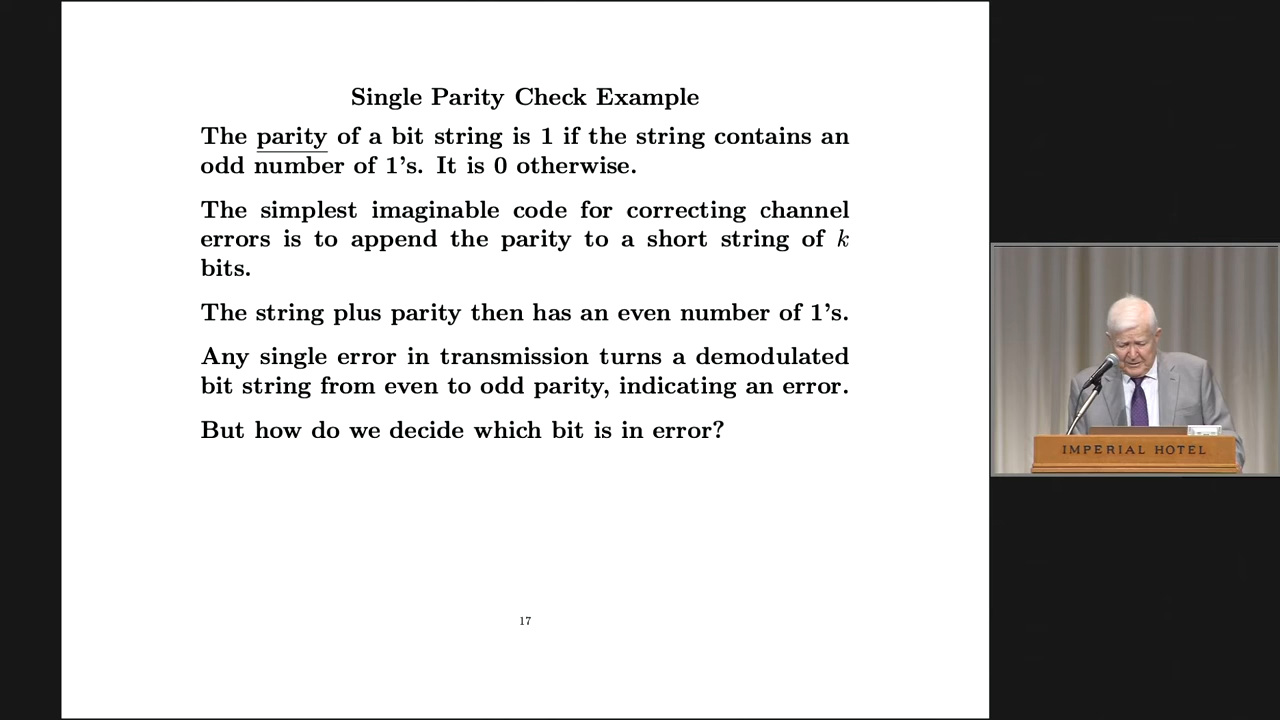 Single Parity Check Example
The parity of a bit string is 1 if the string contains an
odd number of 1's. It is 0 otherwise.
The simplest imaginable code for correcting channel
errors is to append the parity to a short string of k
bits.
The string plus parity then has an even number of 1's.
Any single error in transmission turns a demodulated
bit string from even to odd parity, indicating an error.
But how do we decide which bit is in error?
17
IMPERIAL HOTEL